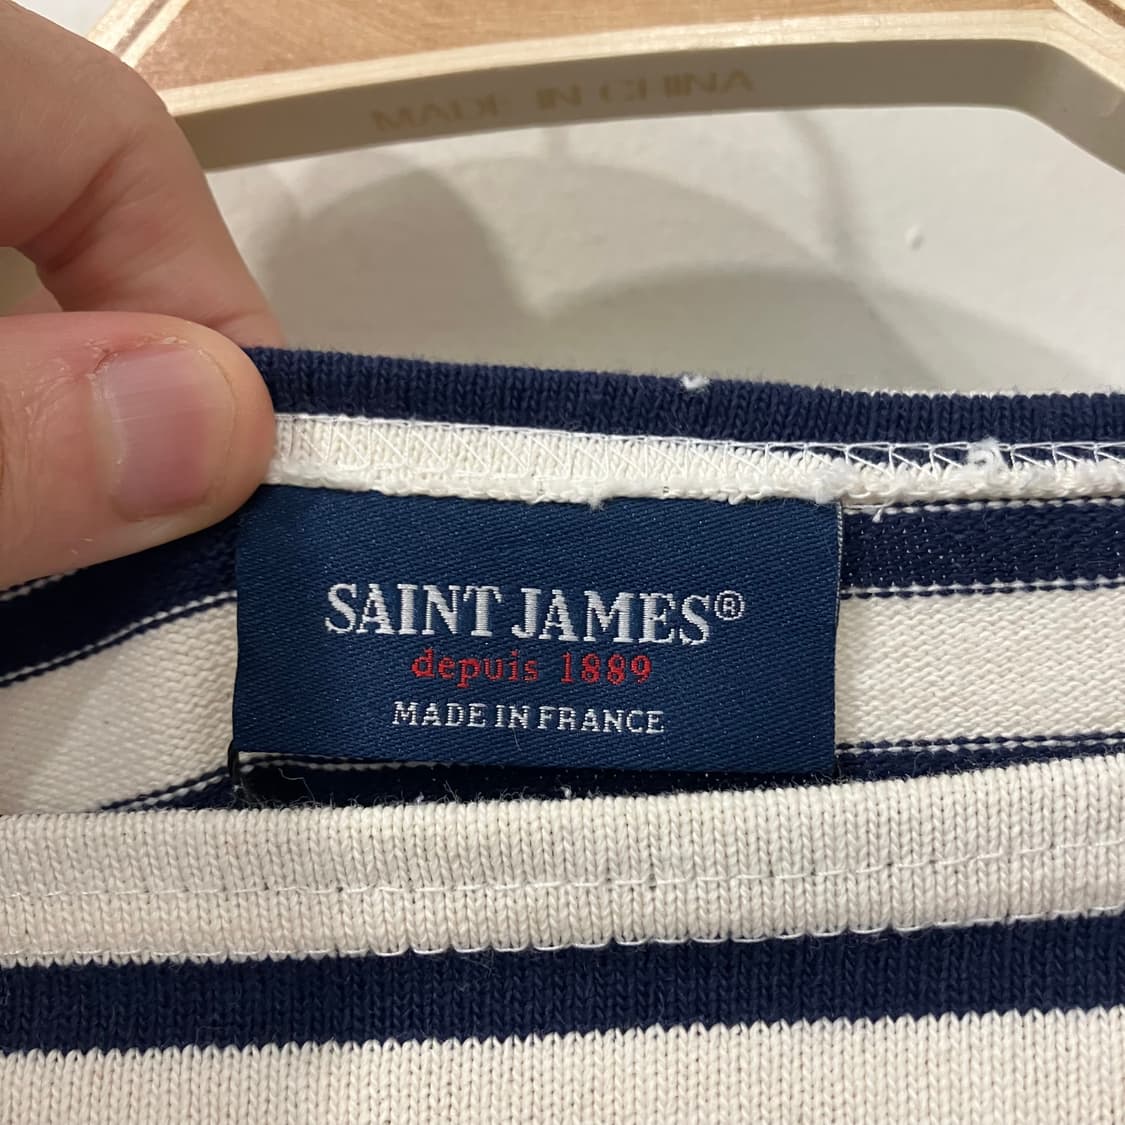 MADE IN CHINA
SAINT JAMES®
depuis 1889
MADE IN FRANCE